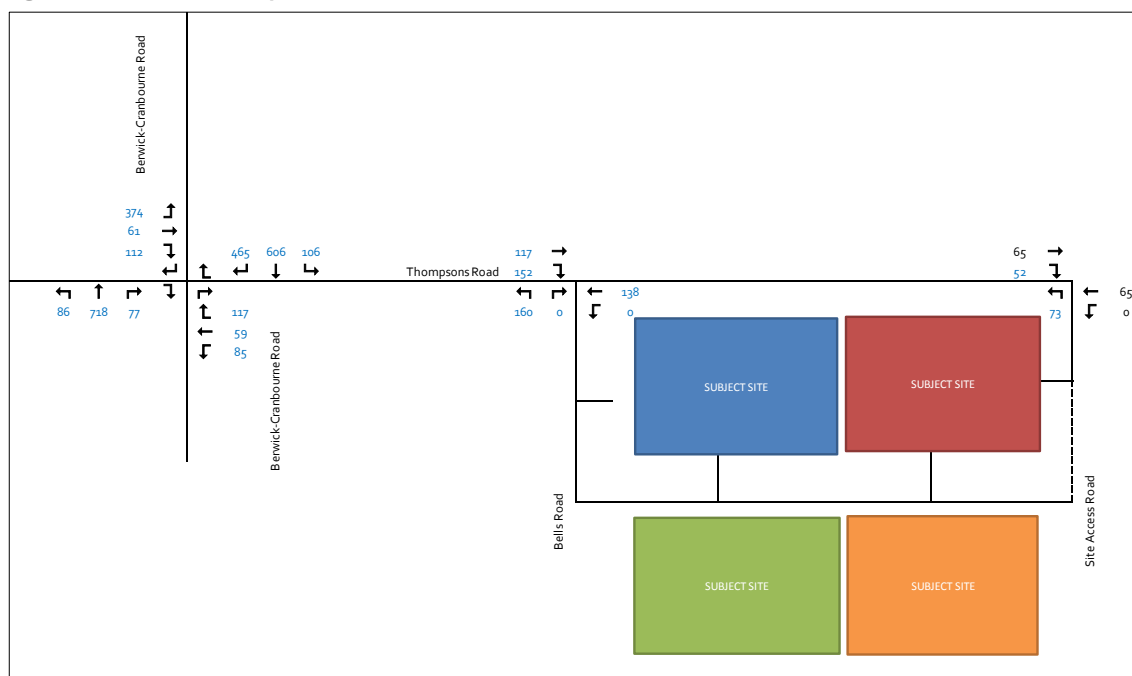 Berwick-Cranbourne Road
374
61
112
465 606 106
117
152
Thompsons Road
65
52
86 718 77
117
59
85
160 0
138
0
73
65
0
Berwick-Cranbourne Road
SUBJECT SITE
SUBJECT SITE
Bells Road
Site Access Road
SUBJECT SITE
SUBJECT SITE